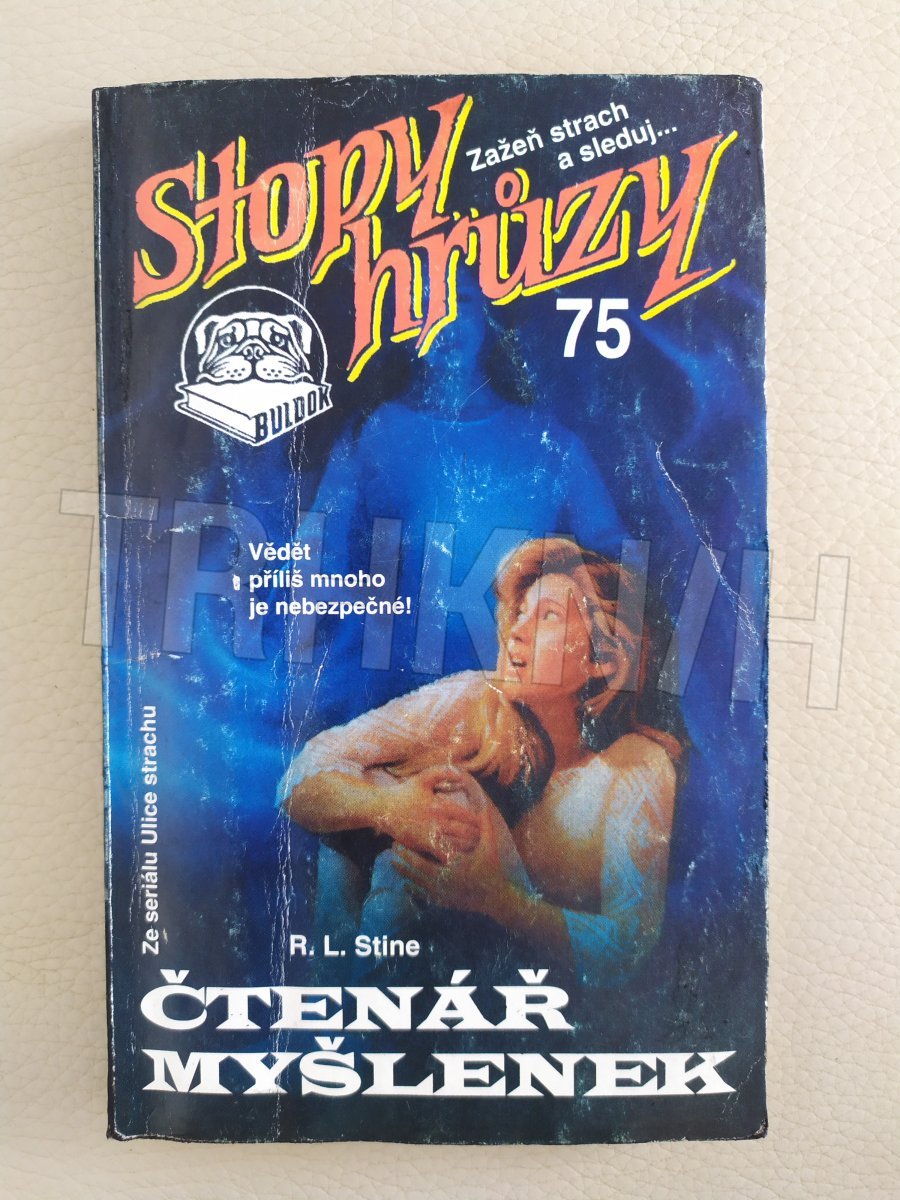 Stopy
hrůzy
Zažeň strach
a sleduj...
75
BULDOK
Vědět
příliš mnoho
je nebezpečné!
Ze seriálu Ulice strachu
R. L. Stine
ČTENÁŘ
MYŠLENEK
TRHKNIH